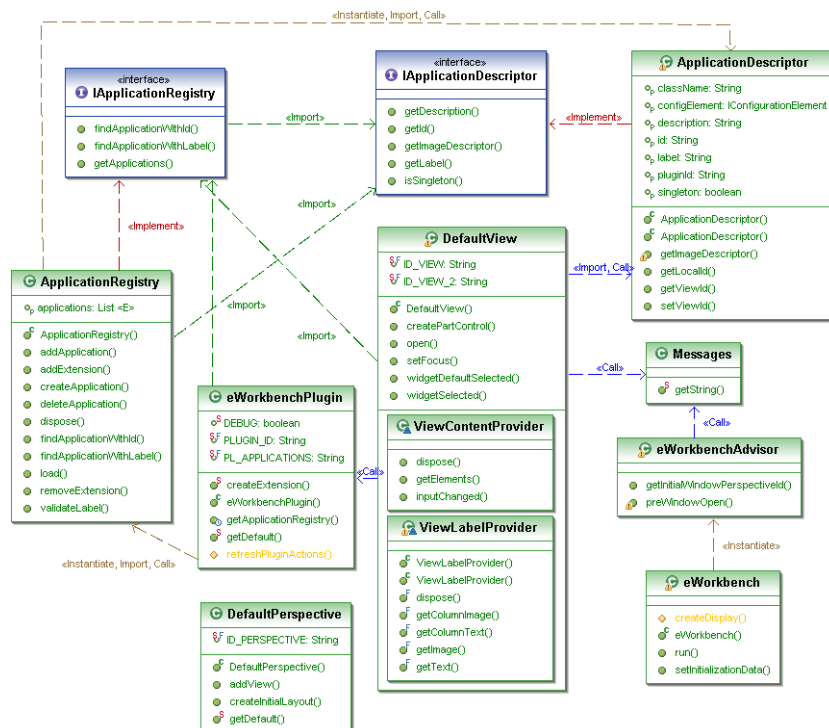 «Instantiate, Import, Call»
«interface»
IApplicationRegistry
findApplicationWithId()
findApplicationWithLabel()
getApplications()
«Import»
«interface»
IApplicationDescriptor
getDescription()
getId()
getImageDescriptor()
getLabel()
isSingleton()
«Implement»
ApplicationDescriptor
className: String
configElement: IConfigurationElement
description: String
id: String
label: String
pluginId: String
singleton: boolean
ApplicationDescriptor()
ApplicationDescriptor()
getImageDescriptor()
getLocalId()
getViewId()
setViewId()
«Implement»
«Import»
«Import»
«Import»
ApplicationRegistry
applications: List <E>
ApplicationRegistry()
addApplication()
addExtension()
createApplication()
deleteApplication()
dispose()
findApplicationWithId()
findApplicationWithLabel()
load()
removeExtension()
validateLabel()
DefaultView
ID_VIEW: String
ID_VIEW_2: String
DefaultView()
createPartControl()
open()
setFocus()
widgetDefaultSelected()
widgetSelected()
«Import, Call»
«Call»
Messages
getString()
«Call»
eWorkbenchPlugin
DEBUG: boolean
PLUGIN_ID: String
PL_APPLICATIONS: String
createExtension()
eWorkbenchPlugin()
getApplicationRegistry()
getDefault()
refreshPluginActions()
«Call»
ViewContentProvider
dispose()
getElements()
inputChanged()
ViewLabelProvider
ViewLabelProvider()
ViewLabelProvider()
dispose()
getColumnImage()
getColumnText()
getImage()
getText()
eWorkbenchAdvisor
getInitialWindowPerspectiveId()
preWindowOpen()
«Instantiate»
eWorkbench
createDisplay()
eWorkbench()
run()
setInitializationData()
«Instantiate, Import, Call»
DefaultPerspective
ID_PERSPECTIVE: String
DefaultPerspective()
addView()
createInitialLayout()
getDefault()